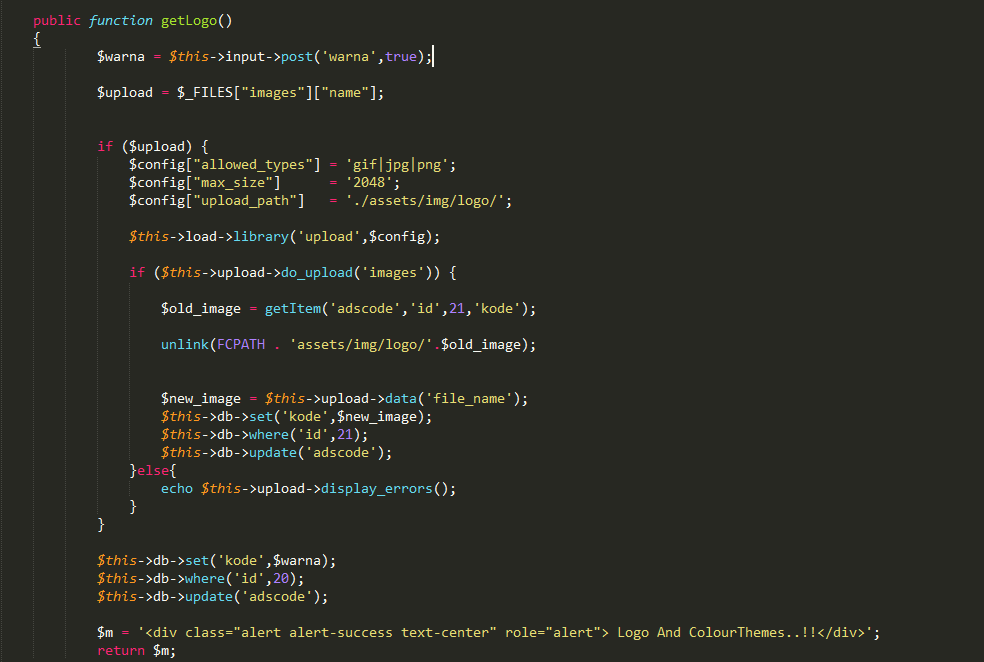 public function getLogo()
{
$warna = $this->input->post('warna',true);
$upload = $_FILES["images"]["name"];
if ($upload) {
$config["allowed_types"] = 'gif|jpg|png';
$config["max_size"] = '2048';
$config["upload_path"] = './assets/img/logo/';
$this->load->library('upload',$config);
if ($this->upload->do_upload('images')) {
$old_image = getItem('adscode','id',21,'kode');
unlink(FCPATH . 'assets/img/logo/'.$old_image);
$new_image = $this->upload->data('file_name');
$this->db->set('kode',$new_image);
$this->db->where('id',21);
$this->db->update('adscode');
}else{
echo $this->upload->display_errors();
}
}
$this->db->set('kode',$warna);
$this->db->where('id',20);
$this->db->update('adscode');
$m = '<div class="alert alert-success text-center" role="alert"> Logo And ColourThemes..!!</div>';
return $m;